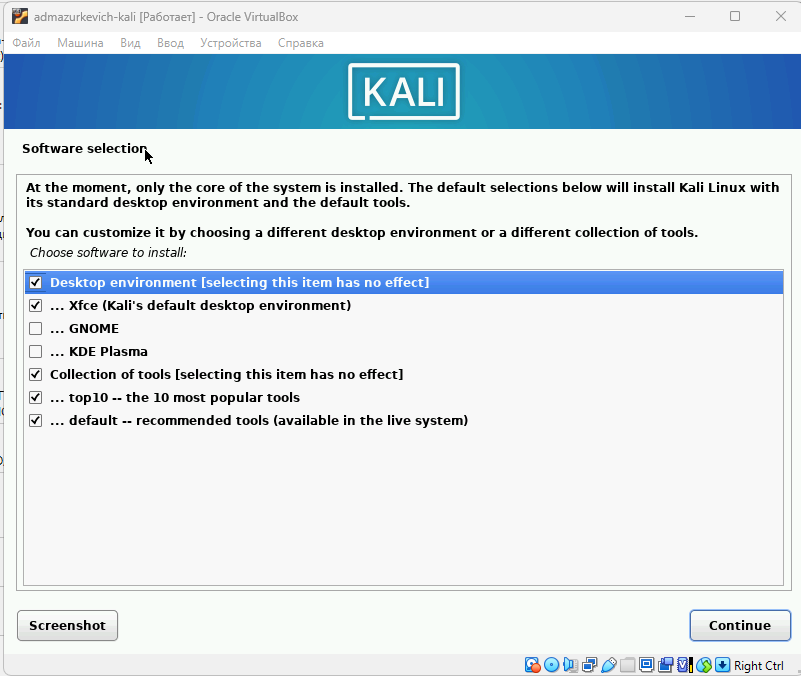 admazurkevich-kali [Работает] - Oracle VirtualBox
Файл Машина Вид Ввод Устройства Справка
KALI
Software selection
At the moment, only the core of the system is installed. The default selections below will install Kali Linux with
its standard desktop environment and the default tools.
You can customize it by choosing a different desktop environment or a different collection of tools.
Choose software to install:
Desktop environment [selecting this item has no effect]
... Xfce (Kali's default desktop environment)
... GNOME
... KDE Plasma
Collection of tools [selecting this item has no effect]
... top10 -- the 10 most popular tools
... default -- recommended tools (available in the live system)
Screenshot
Continue
Right Ctrl